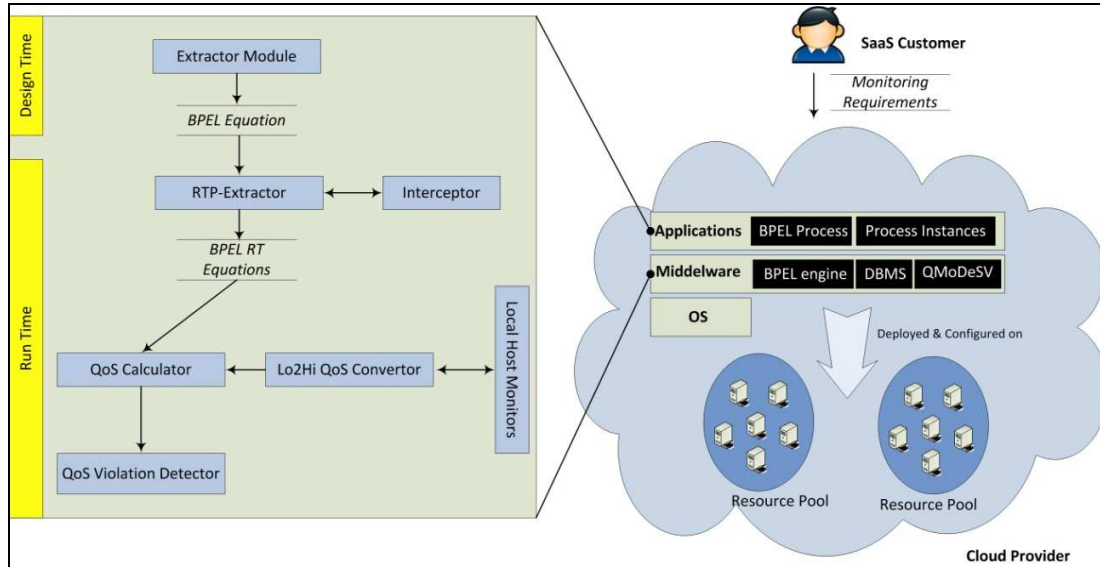 Design Time
Extractor Module
BPEL Equation
Run Time
RTP-Extractor
Interceptor
BPEL RT
Equations
Local Host Monitors
QoS Calculator
Lo2Hi QoS Convertor
QoS Violation Detector
SaaS Customer
Monitoring
Requirements
Applications
BPEL Process
Process Instances
Middelware
BPEL engine
DBMS
QMoDeSV
OS
Deployed & Configured on
Resource Pool
Resource Pool
Cloud Provider